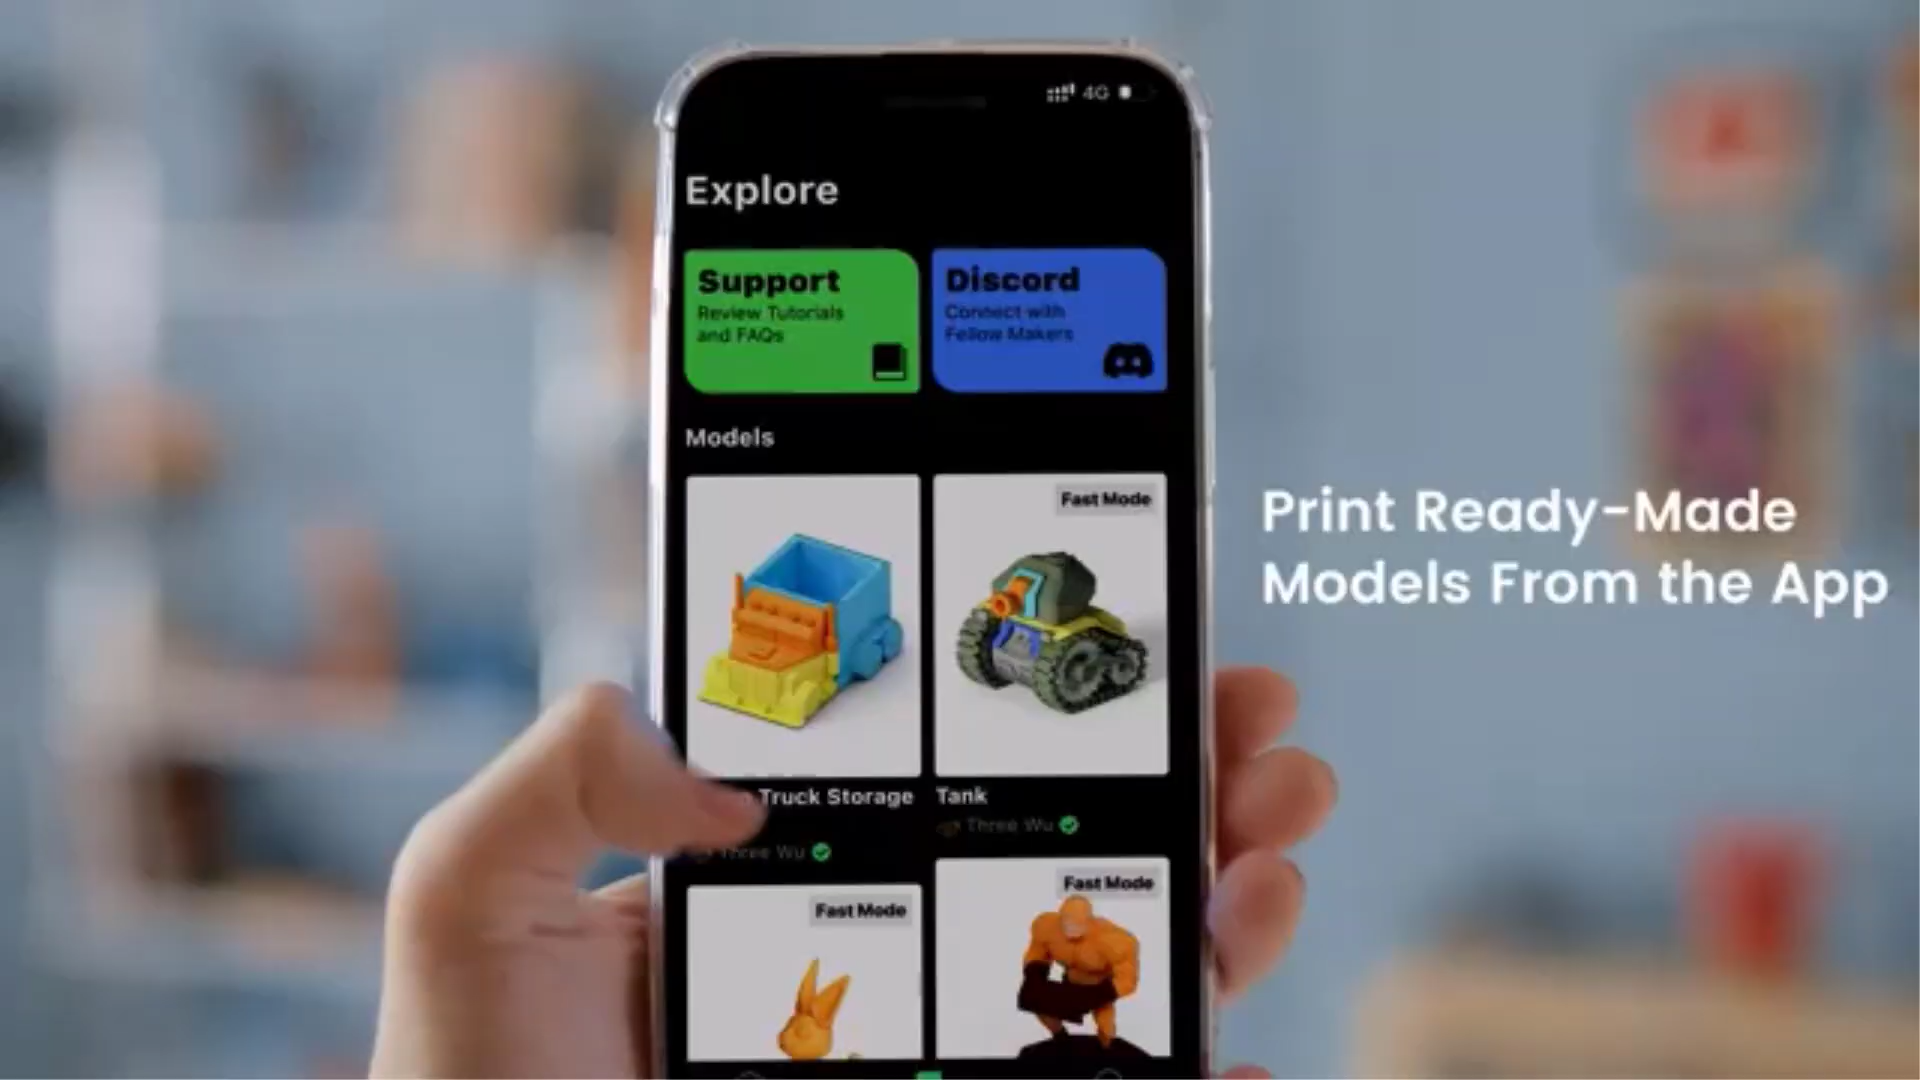 4G
Explore
Support
Review Tutorials
and FAQs
Discord
Connect with
Fellow Makers
Models
Fast Mode
Truck Storage
Three Wu
Tank
Three Wu
Fast Mode
Fast Mode
Print Ready-Made
Models From the App